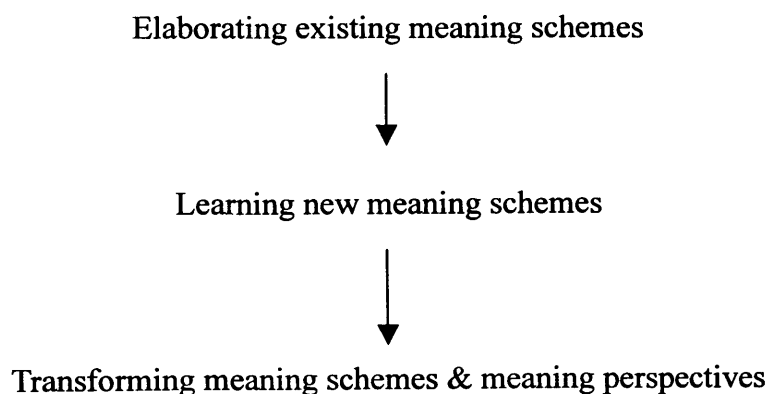 Elaborating existing meaning schemes
Learning new meaning schemes
Transforming meaning schemes & meaning perspectives